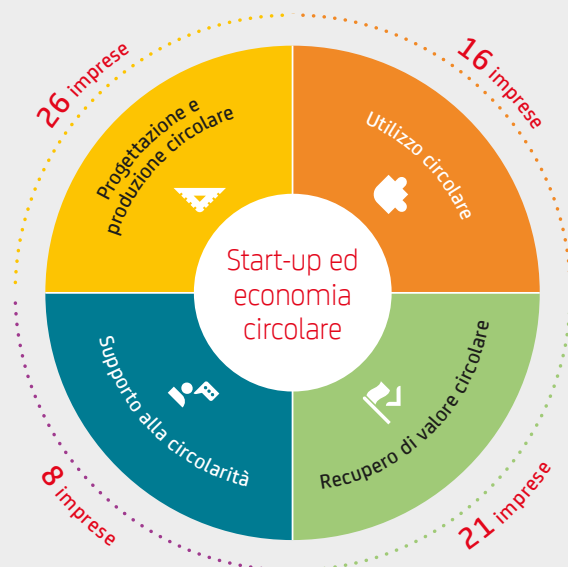 26 imprese
16 imprese
Progettazione e
produzione circolare
Utilizzo circolare
Start-up ed
economia
circolare
Supporto alla circolarità
Recupero di valore circolare
8 imprese
21 imprese